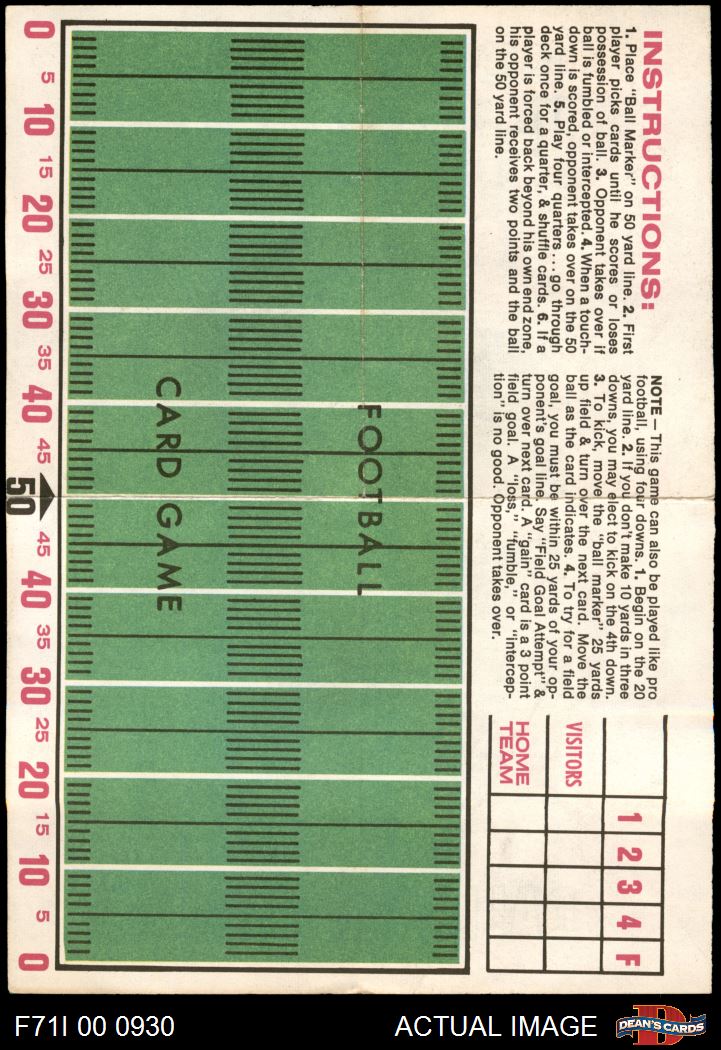 INSTRUCTIONS:
1. Place "Ball Marker" on 50 yard line. 2. First
player picks cards until he scores or loses
possession of ball. 3. Opponent takes over if
ball is fumbled or intercepted. 4. When a touch-
down is scored, opponent takes over on the 50
yard line. 5. Play four quarters . . . go through
deck once for a quarter, & shuffle cards. 6. If a
player is forced back beyond his own end zone,
his opponent receives two points and the ball
on the 50 yard line.
NOTE — This game can also be played like pro
football, using four downs. 1. Begin on the 20
yard line. 2. If you don't make 10 yards in three
downs, you may elect to kick on the 4th down.
3. To kick, move the "ball marker" 25 yards
up field & turn over the next card. Move the
ball as the card indicates. 4. To try for a field
goal, you must be within 25 yards of your op-
ponent's goal line. Say "Field Goal Attempt" &
turn over next card. A "gain" card is a 3 point
field goal. A "loss," "fumble," or "intercep-
tion" is no good. Opponent takes over.
1 2 3 4 F
VISITORS
HOME
TEAM
FOOTBALL
CARD GAME
0 5 10 15 20 25 30 35 40 45 50 45 40 35 30 25 20 15 10 5 0
F71I 00 0930
ACTUAL IMAGE
D
DEAN'S CARDS